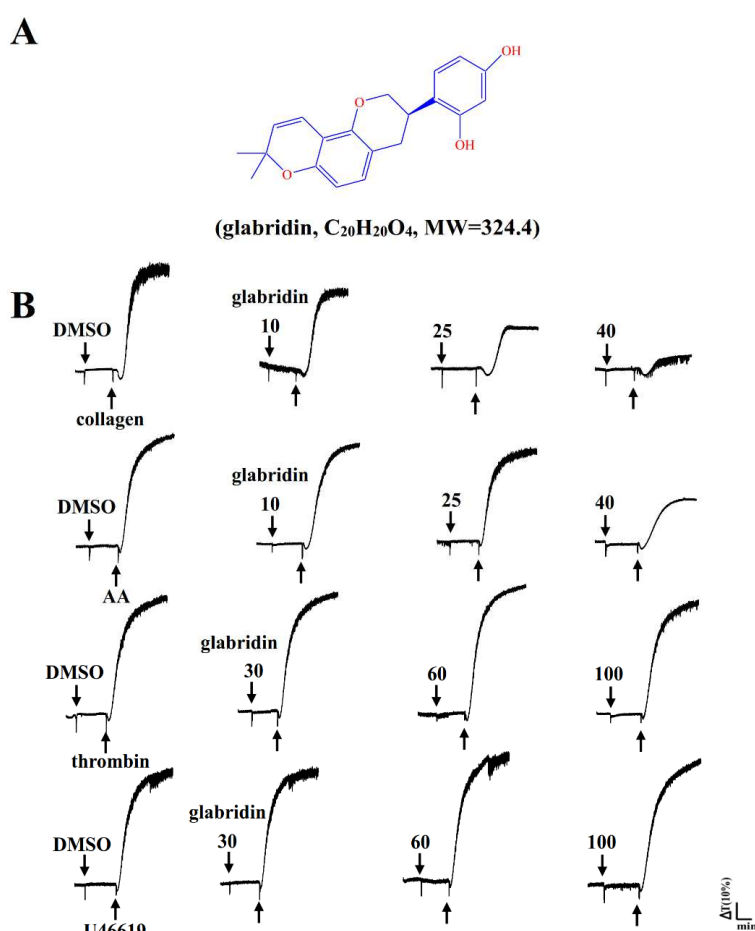 A
OH
O
O
OH
(glabridin, C₂₀H₂₀O₄, MW=324.4)
B
DMSO
glabridin
10
25
40
collagen
DMSO
glabridin
10
25
40
AA
DMSO
glabridin
30
60
100
thrombin
DMSO
glabridin
30
60
100
U46619
ΔT(10%)
min